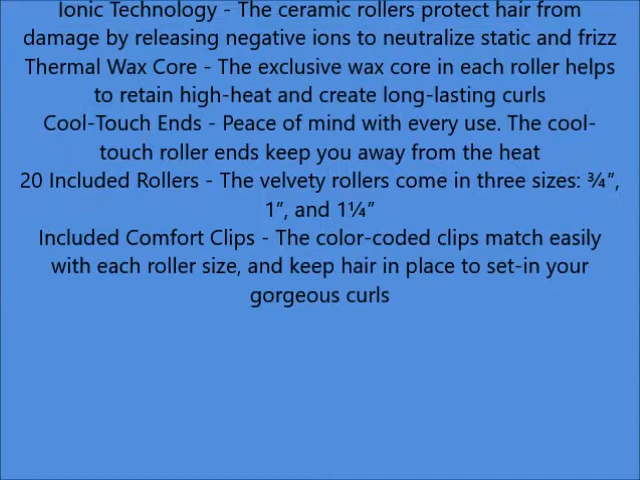 Ionic Technology - The ceramic rollers protect hair from
damage by releasing negative ions to neutralize static and frizz
Thermal Wax Core - The exclusive wax core in each roller helps
to retain high-heat and create long-lasting curls
Cool-Touch Ends - Peace of mind with every use. The cool-
touch roller ends keep you away from the heat
20 Included Rollers - The velvety rollers come in three sizes: ¾”,
1”, and 1¼”
Included Comfort Clips - The color-coded clips match easily
with each roller size, and keep hair in place to set-in your
gorgeous curls